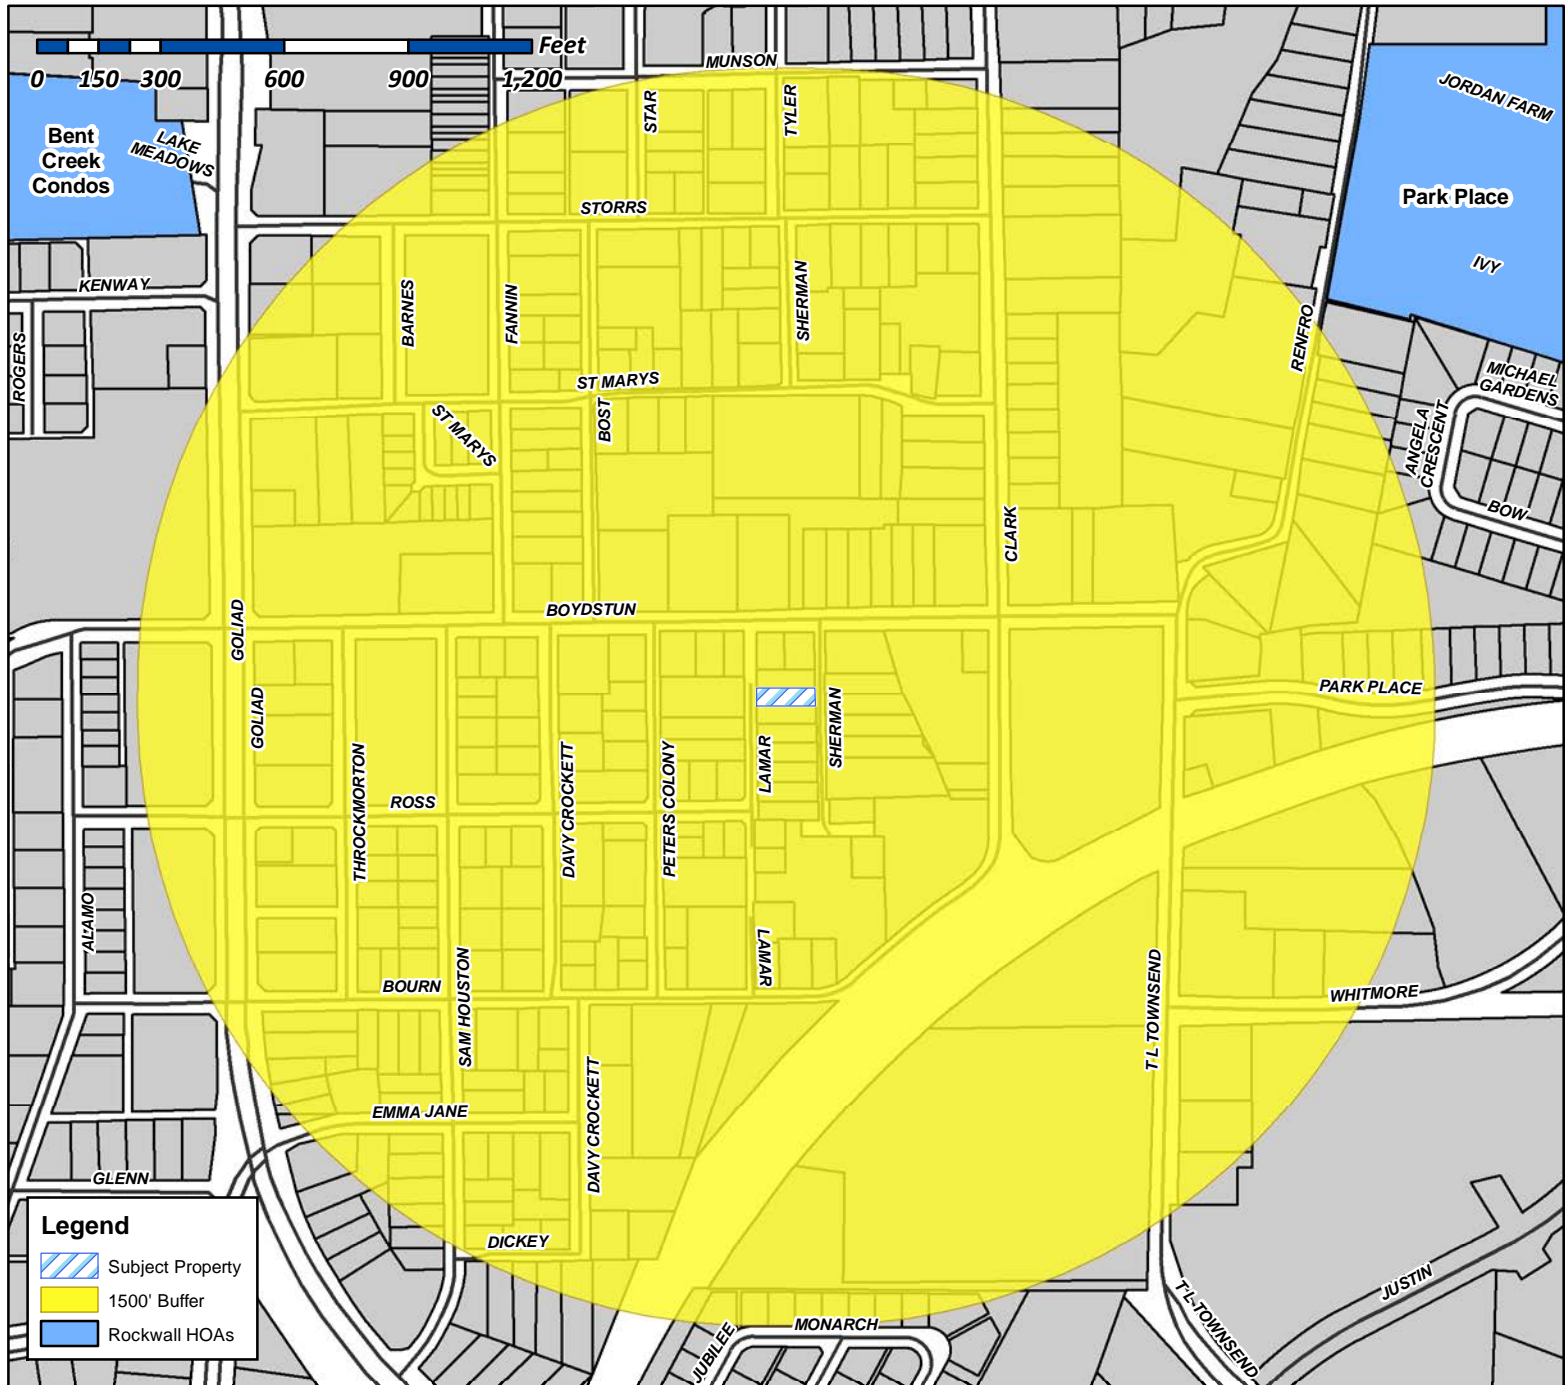 Feet
0 150 300 600 900 1,200
MUNSON
JORDAN FARM
STAR
TYLER
Bent
Creek
Condos
LAKE
MEADOWS
Park Place
STORRS
IVY
KENWAY
BARNES
FANNIN
SHERMAN
RENFRO
ROGERS
ST MARYS
MICHAEL
GARDENS
ST MARYS
BOST
ANGELA
CRESCENT
BOW
CLARK
BOYDSTUN
GOLIAD
PARK PLACE
GOLIAD
SHERMAN
LAMAR
THROCKMORTON
DAVY CROCKETT
PETERS COLONY
ROSS
ALAMO
LAMAR
BOURN
SAM HOUSTON
T L TOWNSEND
WHITMORE
DAVY CROCKETT
EMMA JANE
GLENN
DICKEY
JUSTIN
T L TOWNSEND
MONARCH
JUBILEE
Legend
Subject Property
1500' Buffer
Rockwall HOAs